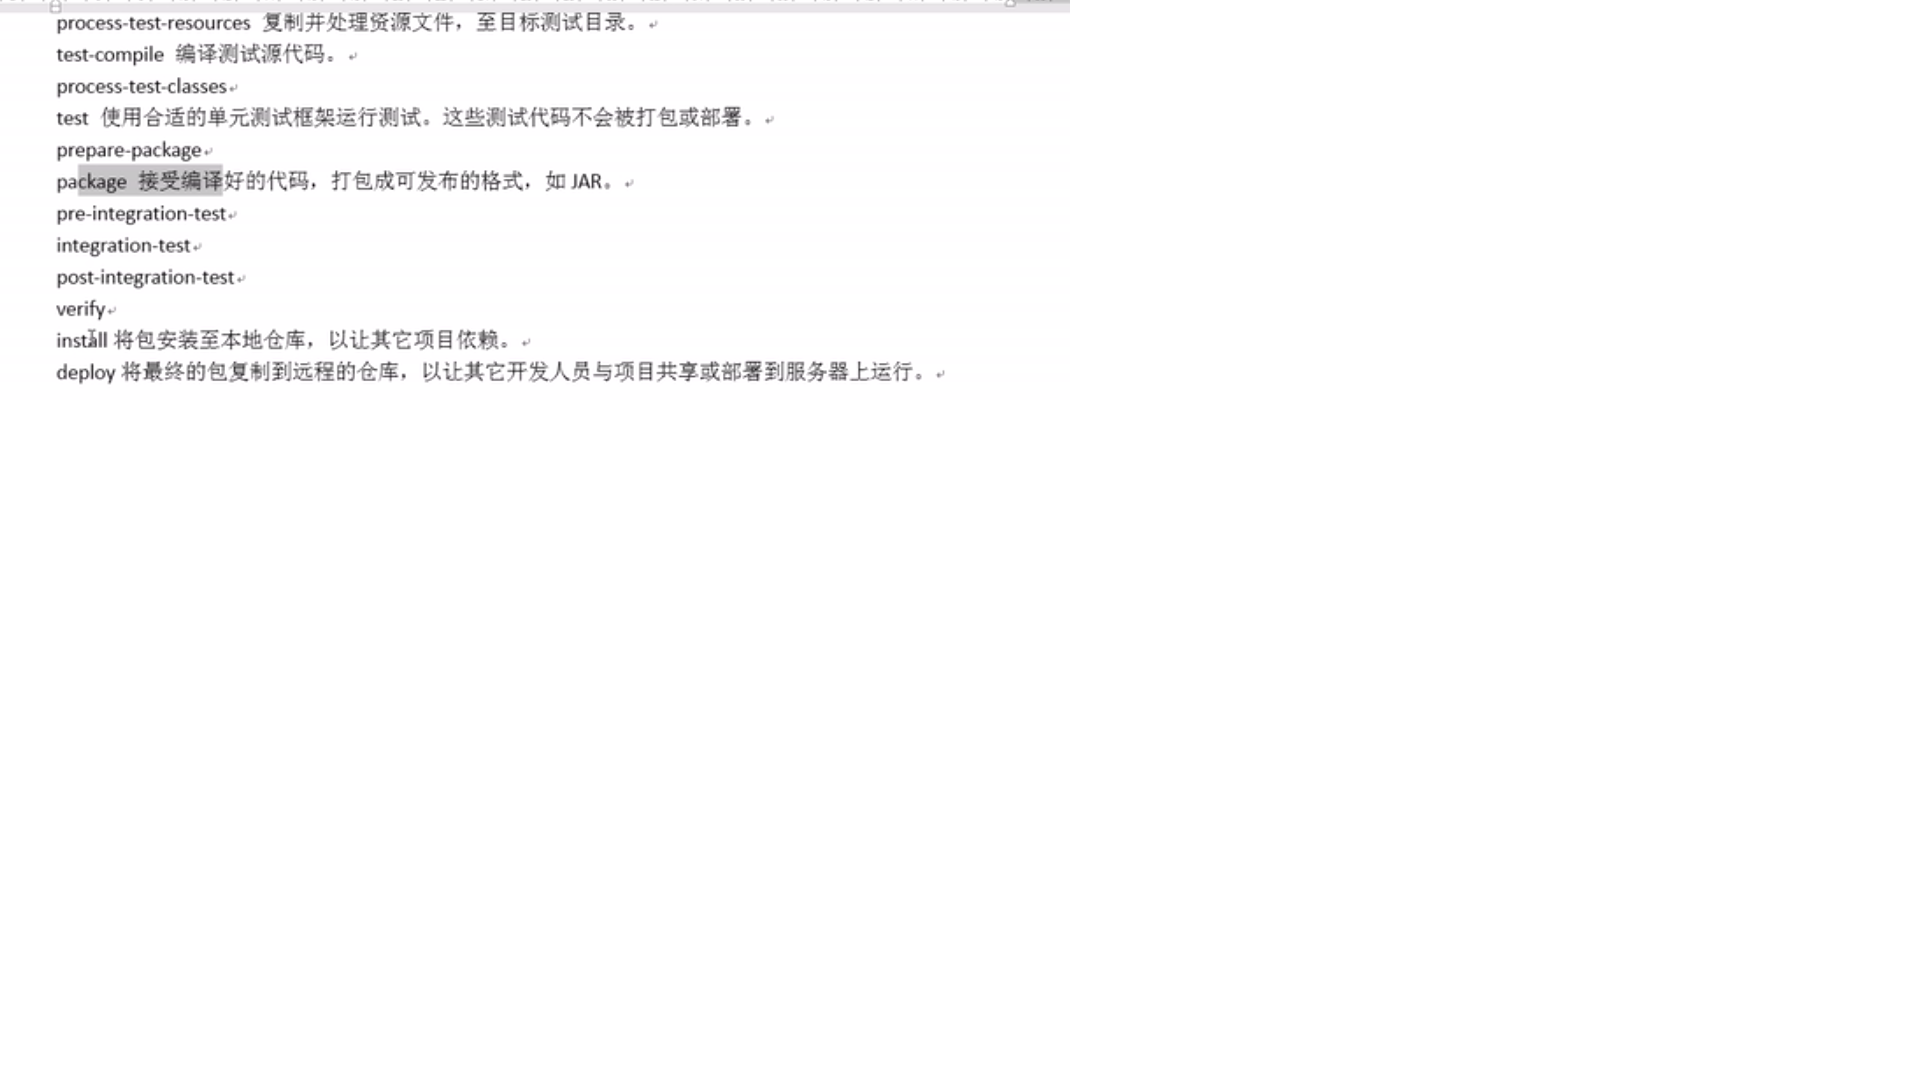 process-test-resources 复制并处理资源文件，至目标测试目录。
test-compile 编译测试源代码。
process-test-classes
test 使用合适的单元测试框架运行测试。这些测试代码不会被打包或部署。
prepare-package
package 接受编译好的代码，打包成可发布的格式，如 JAR。
pre-integration-test
integration-test
post-integration-test
verify
install 将包安装至本地仓库，以让其它项目依赖。
deploy 将最终的包复制到远程的仓库，以让其它开发人员与项目共享或部署到服务器上运行。